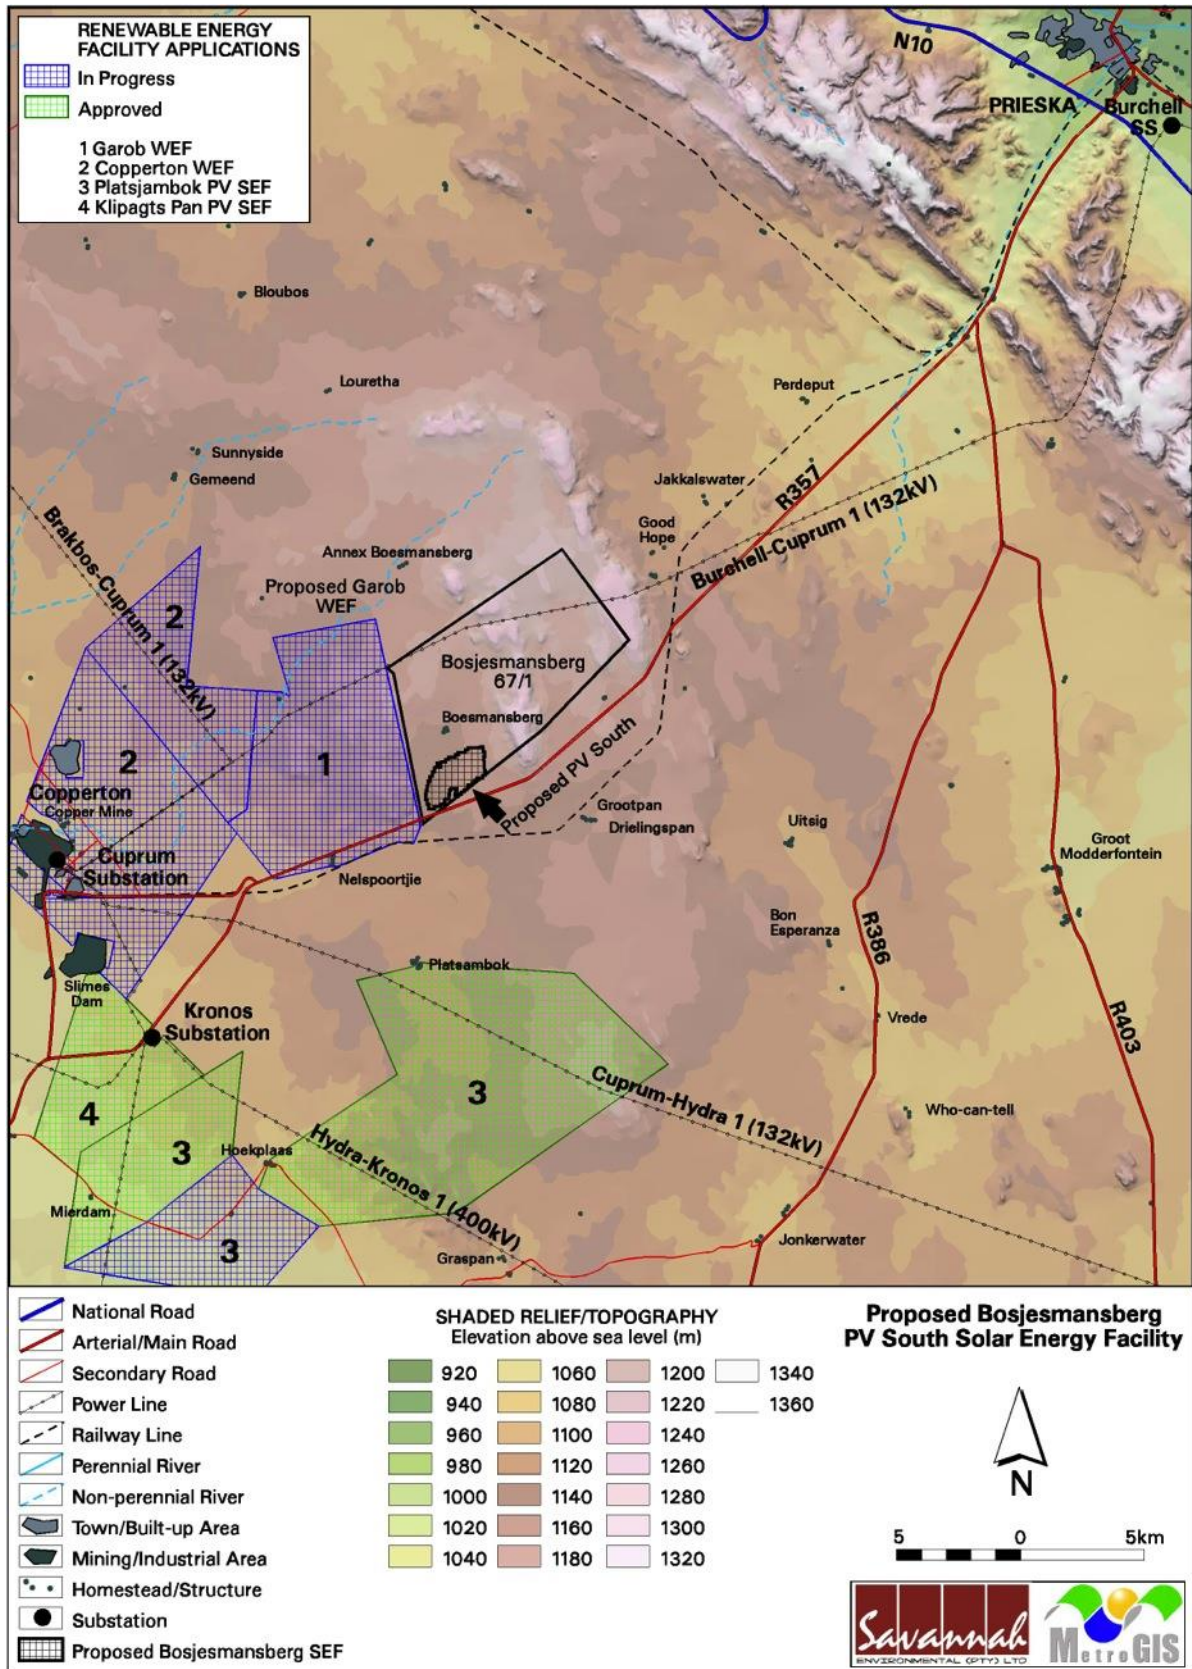 RENEWABLE ENERGY
FACILITY APPLICATIONS
In Progress
Approved
1 Garob WEF
2 Copperton WEF
3 Platsjambok PV SEF
4 Klipgats Pan PV SEF
N10
PRIESKA
Burchell
SS
Bloubos
Louretha
Perdeput
Sunnyside
Gemeend
Jakkalswater
R357
Good
Hope
Burchell-Cuprum 1 (132kV)
Brakbos-Cuprum 1 (132kV)
Annex Boesmansberg
Proposed Garob
WEF
2
Bosjesmansberg
67/1
Boesmansberg
1
2
Proposed PV South
Copperton
Copper Mine
Grootpan
Drielingspan
Uitsig
Groot
Modderfontein
Cuprum
Substation
Nelspoortjie
Bon
Esperanza
R386
Platsambok
Slimes
Dam
Kronos
Substation
Vrede
R403
3
Cuprum-Hydra 1 (132kV)
4
Who-can-tell
3
Hoekplaas
Hydra-Kronos 1 (400kV)
Mierdam
3
Graspan
Jonkerwater
National Road
Arterial/Main Road
Secondary Road
Power Line
Railway Line
Perennial River
Non-perennial River
Town/Built-up Area
Mining/Industrial Area
Homestead/Structure
Substation
Proposed Bosjesmansberg SEF
SHADED RELIEF/TOPOGRAPHY
Elevation above sea level (m)
920 1060 1200 1340
940 1080 1220 1360
960 1100 1240
980 1120 1260
1000 1140 1280
1020 1160 1300
1040 1180 1320
Proposed Bosjesmansberg
PV South Solar Energy Facility
N
5 0 5km
Savannah
ENVIRONMENTAL (PTY) LTD
MetroGIS